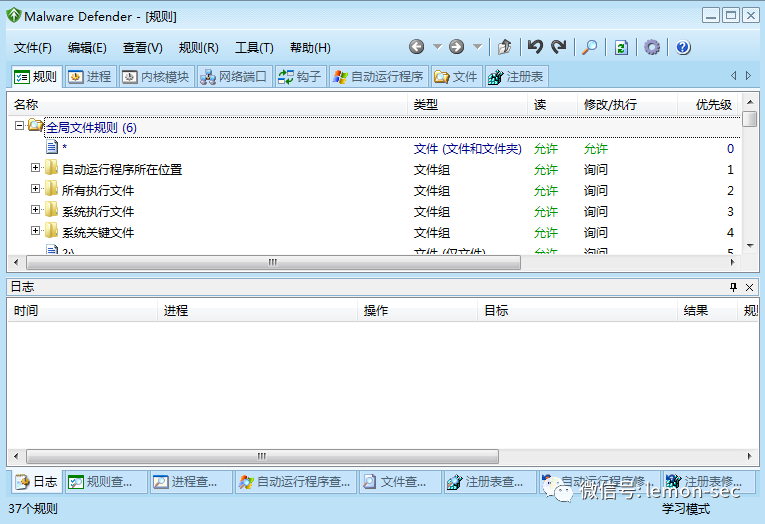 Malware Defender - [规则]
文件(F) 编辑(E) 查看(V) 规则(R) 工具(T) 帮助(H)
规则 进程 内核模块 网络端口 钩子 自动运行程序 文件 注册表
名称 类型 读 修改/执行 优先级
全局文件规则 (6)
* 文件 (文件和文件夹) 允许 允许 0
自动运行程序所在位置 文件组 允许 询问 1
所有执行文件 文件组 允许 询问 2
系统执行文件 文件组 允许 询问 3
系统关键文件 文件组 允许 询问 4
文件 (仅文件) 允许 询问 5
日志
时间 进程 操作 目标 结果 规则
日志 规则查... 进程查... 自动运行程序查... 文件查... 注册表查... 自动运行程序修... 注册表修...
微信号: lemon-sec
37个规则 学习模式